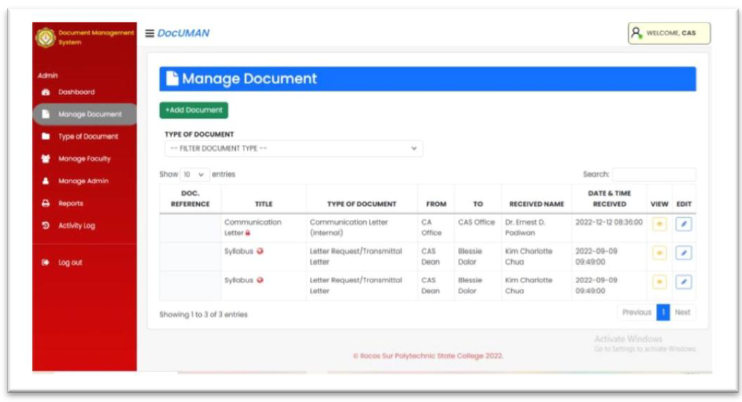 Document Management
System
DocUMAN
WELCOME, CAS
Admin
Dashboard
Manage Document
Type of Document
Manage Faculty
Manage Admin
Reports
Activity Log
Log out
Manage Document
+Add Document
TYPE OF DOCUMENT
-- FILTER DOCUMENT TYPE --
Show 10 entries
Search:
DOC. REFERENCE TITLE TYPE OF DOCUMENT FROM TO RECEIVED NAME DATE & TIME RECEIVED VIEW EDIT
Communication Letter Communication Letter (internal) CA Office CAS Office Dr. Ernest D. Padiwan 2022-12-12 08:36:00
Syllabus Letter Request/Transmittal Letter CAS Dean Blessie Dolor Kim Charlotte Chua 2022-09-09 09:49:00
Syllabus Letter Request/Transmittal Letter CAS Dean Blessie Dolor Kim Charlotte Chua 2022-09-09 09:49:00
Showing 1 to 3 of 3 entries
Previous 1 Next
Activate Windows
Go to Settings to activate Windows.
© Ilocos Sur Polytechnic State College 2022.